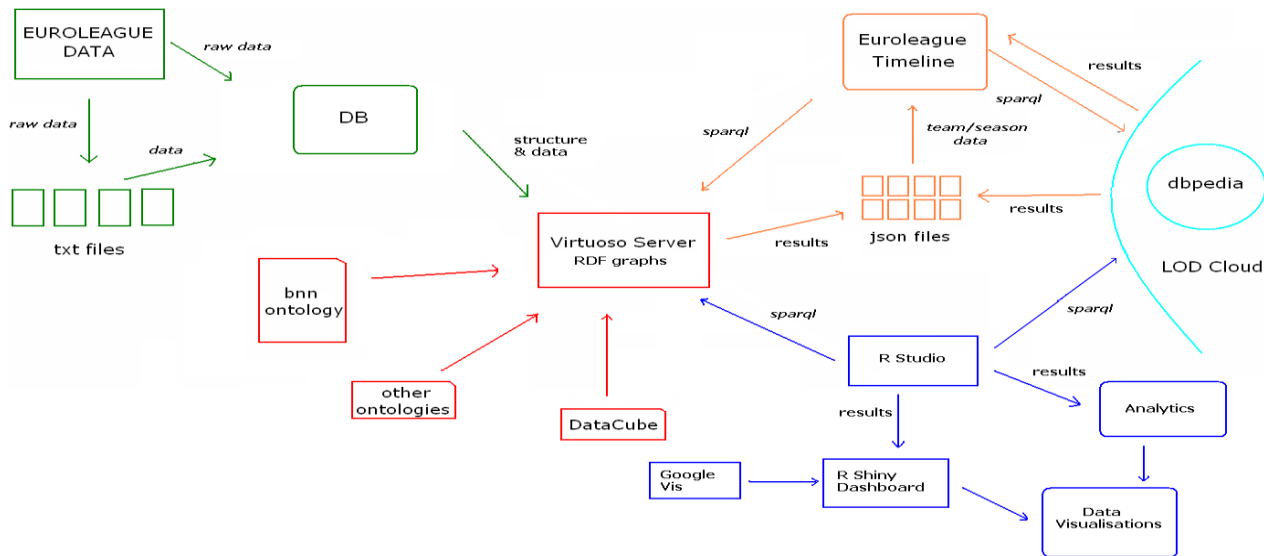 EUROLEAGUE
DATA
raw data
raw data
data
txt files
DB
structure
& data
Euroleague
Timeline
sparql
results
sparql
team/season
data
json files
results
results
dbpedia
LOD Cloud
Virtuoso Server
RDF graphs
bnn
ontology
other
ontologies
DataCube
sparql
R Studio
sparql
results
results
Analytics
Google
Vis
R Shiny
Dashboard
Data
Visualisations